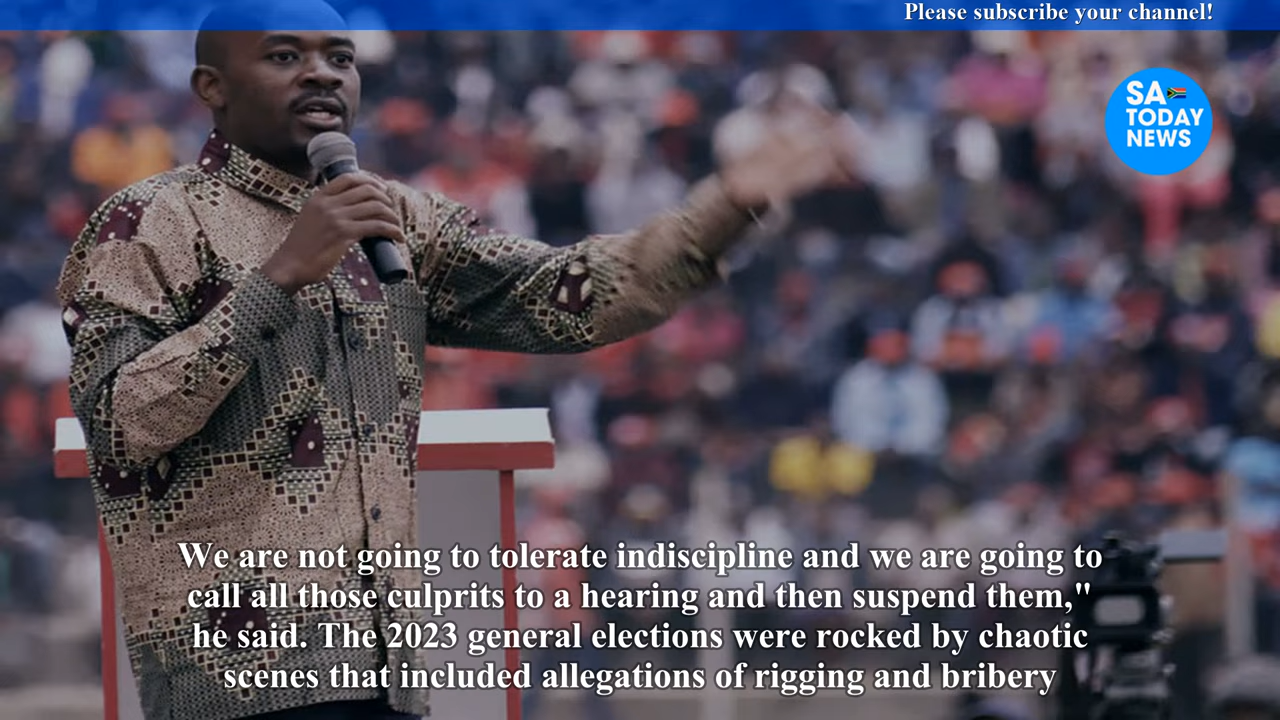 Please subscribe your channel!
SA
TODAY
NEWS
We are not going to tolerate indiscipline and we are going to
call all those culprits to a hearing and then suspend them,"
he said. The 2023 general elections were rocked by chaotic
scenes that included allegations of rigging and bribery